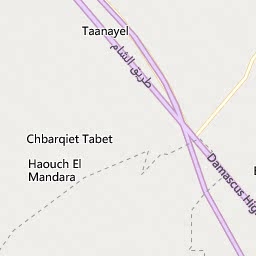 Taanayel
طريق الشام
Chbarqiet Tabet
Haouch El
Mandara
Damascus Hig
E